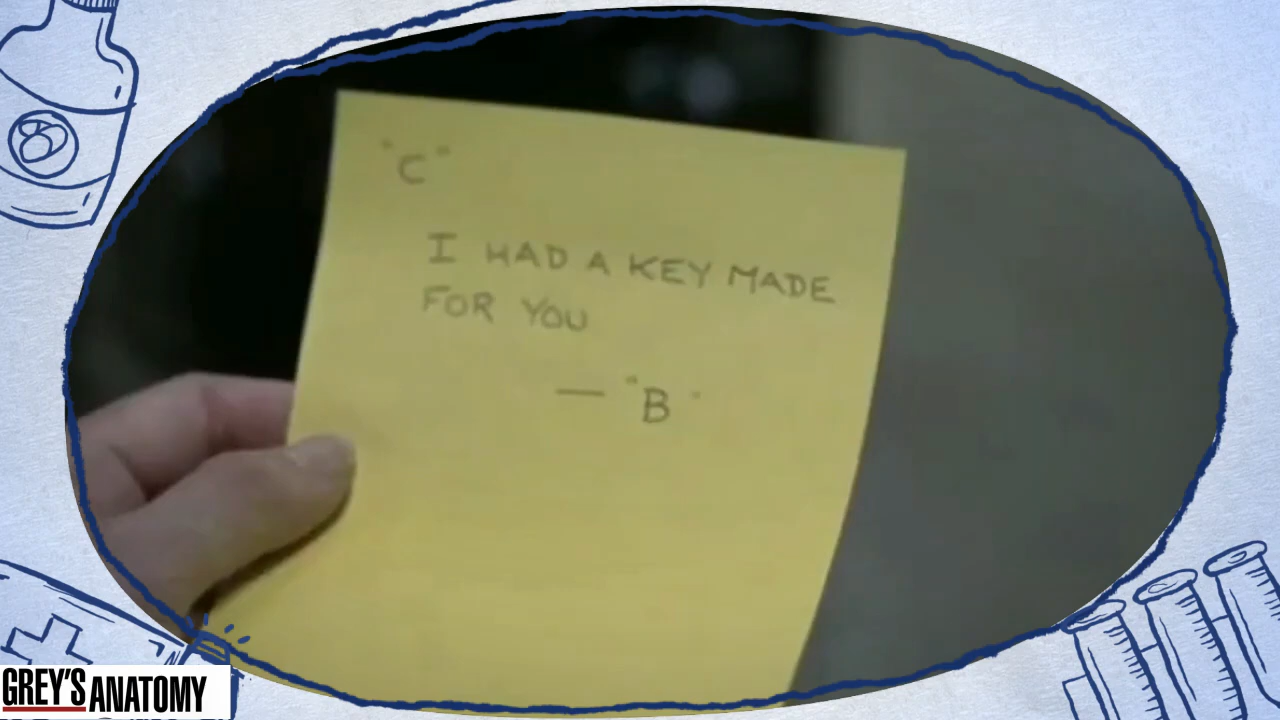 "C"
I HAD A KEY MADE
FOR YOU
— "B"
GREY'S ANATOMY